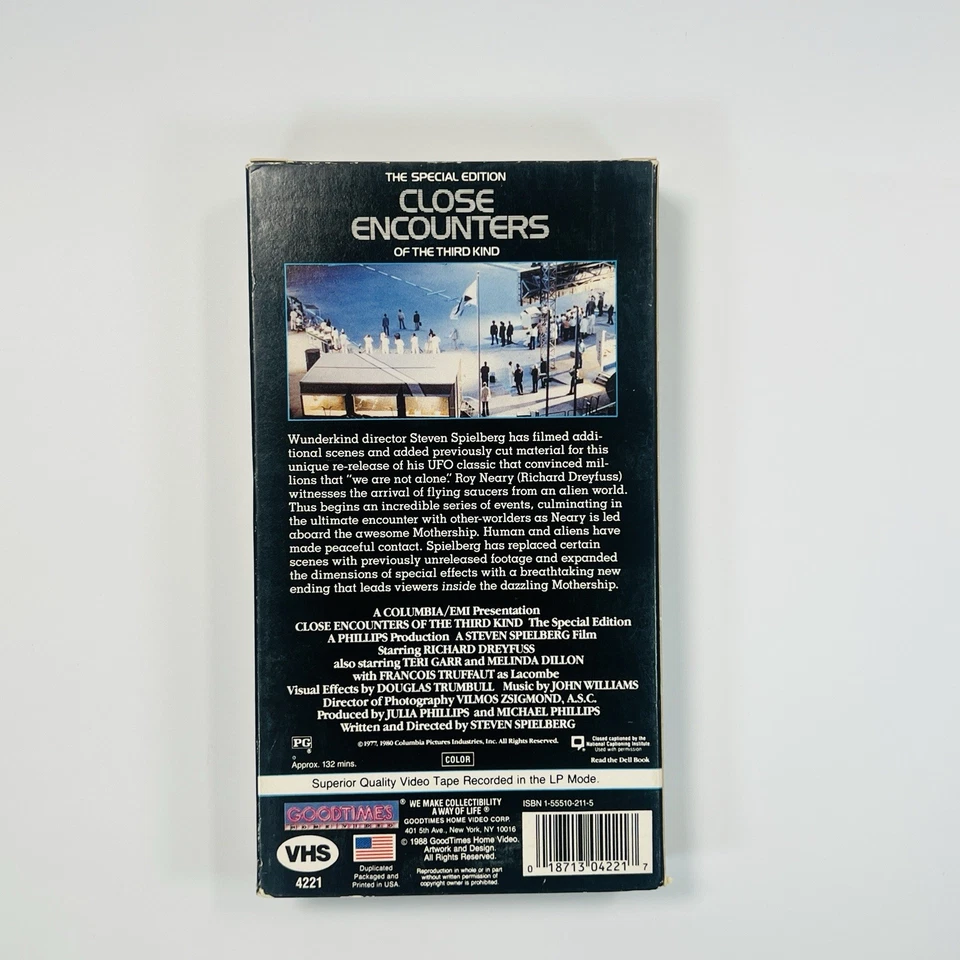 THE SPECIAL EDITION
CLOSE
ENCOUNTERS
OF THE THIRD KIND
Wunderkind director Steven Spielberg has filmed addi-
tional scenes and added previously cut material for this
unique re-release of his UFO classic that convinced mil-
lions that "we are not alone." Roy Neary (Richard Dreyfuss)
witnesses the arrival of flying saucers from an alien world.
Thus begins an incredible series of events, culminating in
the ultimate encounter with other-worlders as Neary is led
aboard the awesome Mothership. Human and aliens have
made peaceful contact. Spielberg has replaced certain
scenes with previously unreleased footage and expanded
the dimensions of special effects with a breathtaking new
ending that leads viewers inside the dazzling Mothership.
A COLUMBIA/EMI Presentation
CLOSE ENCOUNTERS OF THE THIRD KIND The Special Edition
A PHILLIPS Production A STEVEN SPIELBERG Film
Starring RICHARD DREYFUSS
also starring TERI GARR and MELINDA DILLON
with FRANCOIS TRUFFAUT as Lacombe
Visual Effects by DOUGLAS TRUMBULL Music by JOHN WILLIAMS
Director of Photography VILMOS ZSIGMOND, A.S.C.
Produced by JULIA PHILLIPS and MICHAEL PHILLIPS
Written and Directed by STEVEN SPIELBERG
PG
®
©1977, 1980 Columbia Pictures Industries, Inc. All Rights Reserved.
Closed captioned by the
National Captioning Institute
Used with permission
Approx. 132 mins.
COLOR
Read the Dell Book
Superior Quality Video Tape Recorded in the LP Mode.
GOODTIMES
HOME VIDEO
®
WE MAKE COLLECTIBILITY
A WAY OF LIFE ®
GOODTIMES HOME VIDEO CORP.
401 5th Ave., New York, NY 10016
© 1988 GoodTimes Home Video.
Artwork and Design.
All Rights Reserved.
Reproduction in whole or in part
without written permission of
copyright owner is prohibited.
VHS
4221
Duplicated
Packaged and
Printed in USA.
ISBN 1-55510-211-5
0 18713 04221 7